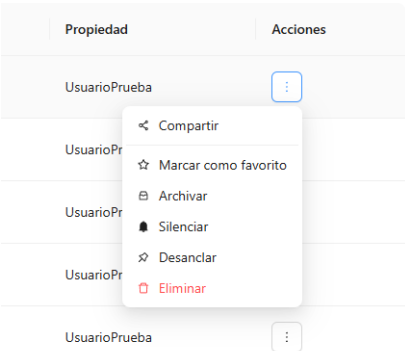 Propiedad Acciones
UsuarioPrueba
Compartir
UsuarioPr
Marcar como favorito
Archivar
UsuarioPr
Silenciar
Desanclar
UsuarioPr
Eliminar
UsuarioPrueba